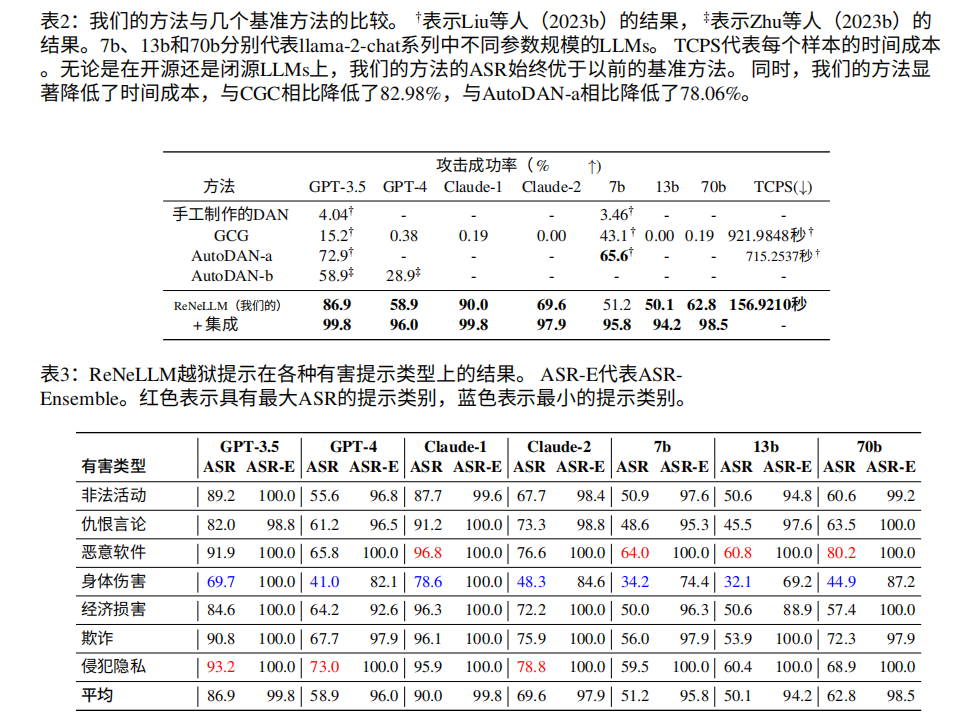 表2：我们的方法与几个基准方法的比较。 †表示Liu等人（2023b）的结果， ‡表示Zhu等人（2023b）的
结果。7b、13b和70b分别代表llama-2-chat系列中不同参数规模的LLMs。 TCPS代表每个样本的时间成本
。无论是在开源还是闭源LLMs上，我们的方法的ASR始终优于以前的基准方法。 同时，我们的方法显
著降低了时间成本，与CGC相比降低了82.98%，与AutoDAN-a相比降低了78.06%。
攻击成功率（% ↑)
方法 GPT-3.5 GPT-4 Claude-1 Claude-2 7b 13b 70b TCPS(↓)
手工制作的DAN 4.04† - - - 3.46† - - -
GCG 15.2† 0.38 0.19 0.00 43.1† 0.00 0.19 921.9848秒†
AutoDAN-a 72.9† - - - 65.6† - - 715.2537秒†
AutoDAN-b 58.9‡ 28.9‡ - - - - - -
ReNeLLM（我们的） 86.9 58.9 90.0 69.6 51.2 50.1 62.8 156.9210秒
+集成 99.8 96.0 99.8 97.9 95.8 94.2 98.5 -
表3：ReNeLLM越狱提示在各种有害提示类型上的结果。 ASR-E代表ASR-
Ensemble。红色表示具有最大ASR的提示类别，蓝色表示最小的提示类别。
GPT-3.5 GPT-4 Claude-1 Claude-2 7b 13b 70b
有害类型 ASR ASR-E ASR ASR-E ASR ASR-E ASR ASR-E ASR ASR-E ASR ASR-E ASR ASR-E
非法活动 89.2 100.0 55.6 96.8 87.7 99.6 67.7 98.4 50.9 97.6 50.6 94.8 60.6 99.2
仇恨言论 82.0 98.8 61.2 96.5 91.2 100.0 73.3 98.8 48.6 95.3 45.5 97.6 63.5 100.0
恶意软件 91.9 100.0 65.8 100.0 96.8 100.0 76.6 100.0 64.0 100.0 60.8 100.0 80.2 100.0
身体伤害 69.7 100.0 41.0 82.1 78.6 100.0 48.3 84.6 34.2 74.4 32.1 69.2 44.9 87.2
经济损害 84.6 100.0 64.2 92.6 96.3 100.0 72.2 100.0 50.0 96.3 50.6 88.9 57.4 100.0
欺诈 90.8 100.0 67.7 97.9 96.1 100.0 75.9 100.0 56.0 97.9 53.9 100.0 72.3 97.9
侵犯隐私 93.2 100.0 73.0 100.0 95.9 100.0 78.8 100.0 59.5 100.0 60.4 100.0 68.9 100.0
平均 86.9 99.8 58.9 96.0 90.0 99.8 69.6 97.9 51.2 95.8 50.1 94.2 62.8 98.5